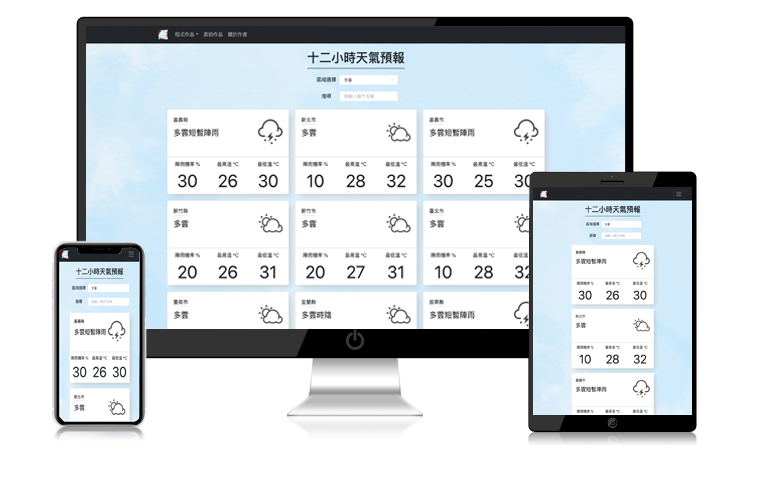 程式作品 其他作品 關於作者
十二小時天氣預報
區域選擇 全臺
搜尋 請輸入縣市名稱
嘉義縣
多雲短暫陣雨
降雨機率 % 最高溫 °C 最低溫 °C
30 26 30
新北市
多雲
降雨機率 % 最高溫 °C 最低溫 °C
10 28 32
嘉義市
多雲短暫陣雨
降雨機率 % 最高溫 °C 最低溫 °C
30 25 30
新竹縣
多雲
降雨機率 % 最高溫 °C 最低溫 °C
20 26 31
新竹市
多雲
降雨機率 % 最高溫 °C 最低溫 °C
20 27 31
臺北市
多雲
降雨機率 % 最高溫 °C 最低溫 °C
10 28 32
臺南市
多雲
宜蘭縣
多雲時陰
苗栗縣
多雲短暫陣雨
十二小時天氣預報
區域選擇 全臺
搜尋 請輸入縣市名稱
嘉義縣
多雲短暫陣雨
降雨機率 % 最高溫 °C 最低溫 °C
30 26 30
新北市
多雲
十二小時天氣預報
區域選擇 全臺
搜尋 請輸入縣市名稱
嘉義縣
多雲短暫陣雨
降雨機率 % 最高溫 °C 最低溫 °C
30 26 30
新北市
多雲
降雨機率 % 最高溫 °C 最低溫 °C
10 28 32
嘉義市
多雲短暫陣雨
降雨機率 % 最高溫 °C 最低溫 °C